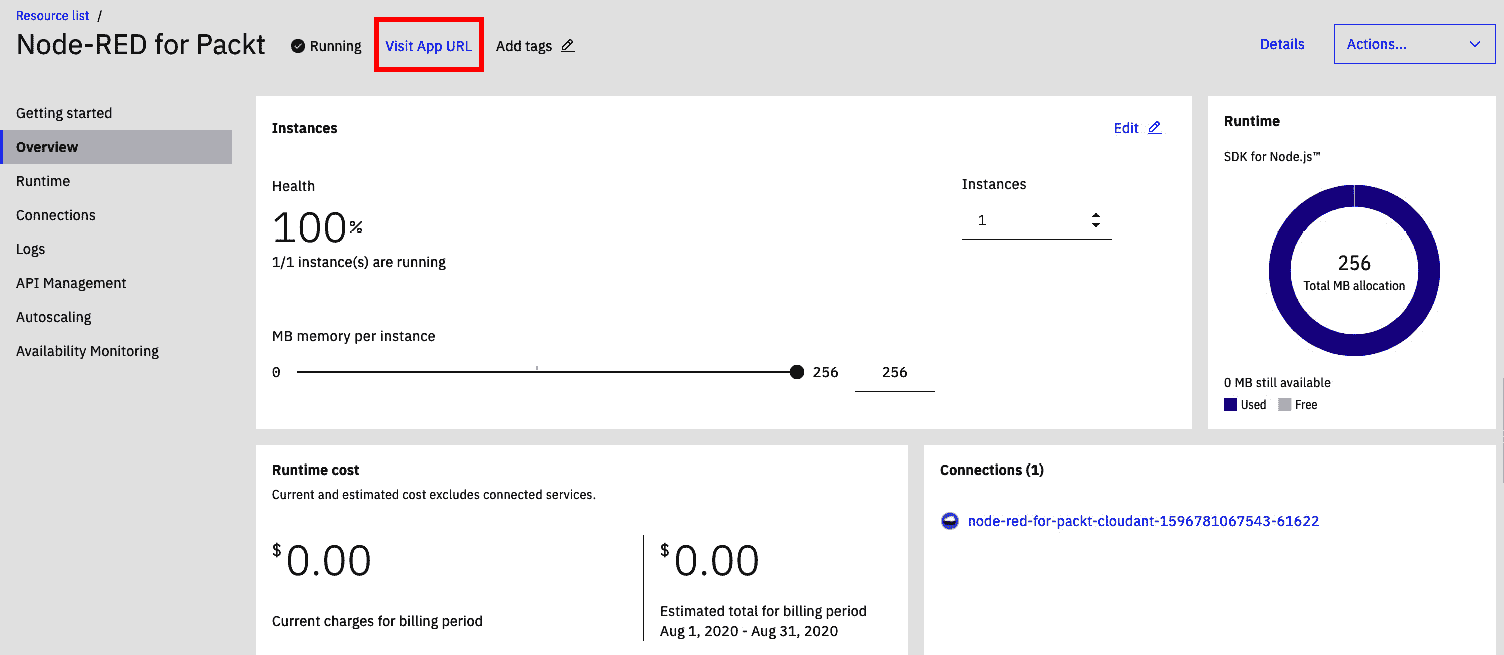 Resource list /
Node-RED for Packt
Running
Visit App URL
Add tags
Details
Actions...
Getting started
Overview
Runtime
Connections
Logs
API Management
Autoscaling
Availability Monitoring
Instances
Edit
Health
100%
1/1 instance(s) are running
Instances
1
MB memory per instance
0
256
256
Runtime
SDK for Node.js™
256
Total MB allocation
0 MB still available
Used
Free
Runtime cost
Current and estimated cost excludes connected services.
$0.00
Current charges for billing period
$0.00
Estimated total for billing period
Aug 1, 2020 - Aug 31, 2020
Connections (1)
node-red-for-packt-cloudant-1596781067543-61622